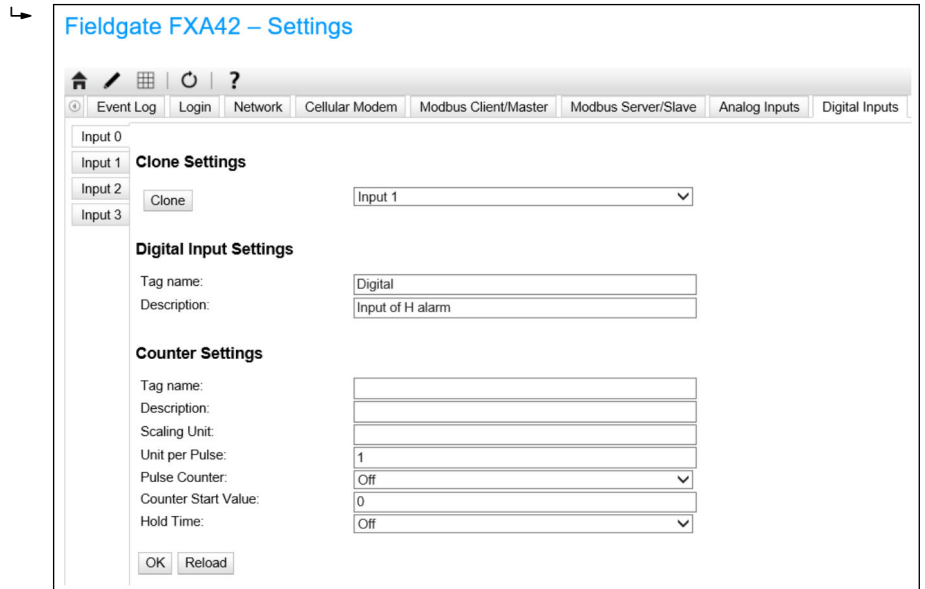 Fieldgate FXA42 – Settings
?
Event Log Login Network Cellular Modem Modbus Client/Master Modbus Server/Slave Analog Inputs Digital Inputs
Input 0
Input 1
Input 2
Input 3
Clone Settings
Clone Input 1
Digital Input Settings
Tag name: Digital
Description: Input of H alarm
Counter Settings
Tag name:
Description:
Scaling Unit:
Unit per Pulse: 1
Pulse Counter: Off
Counter Start Value: 0
Hold Time: Off
OK Reload